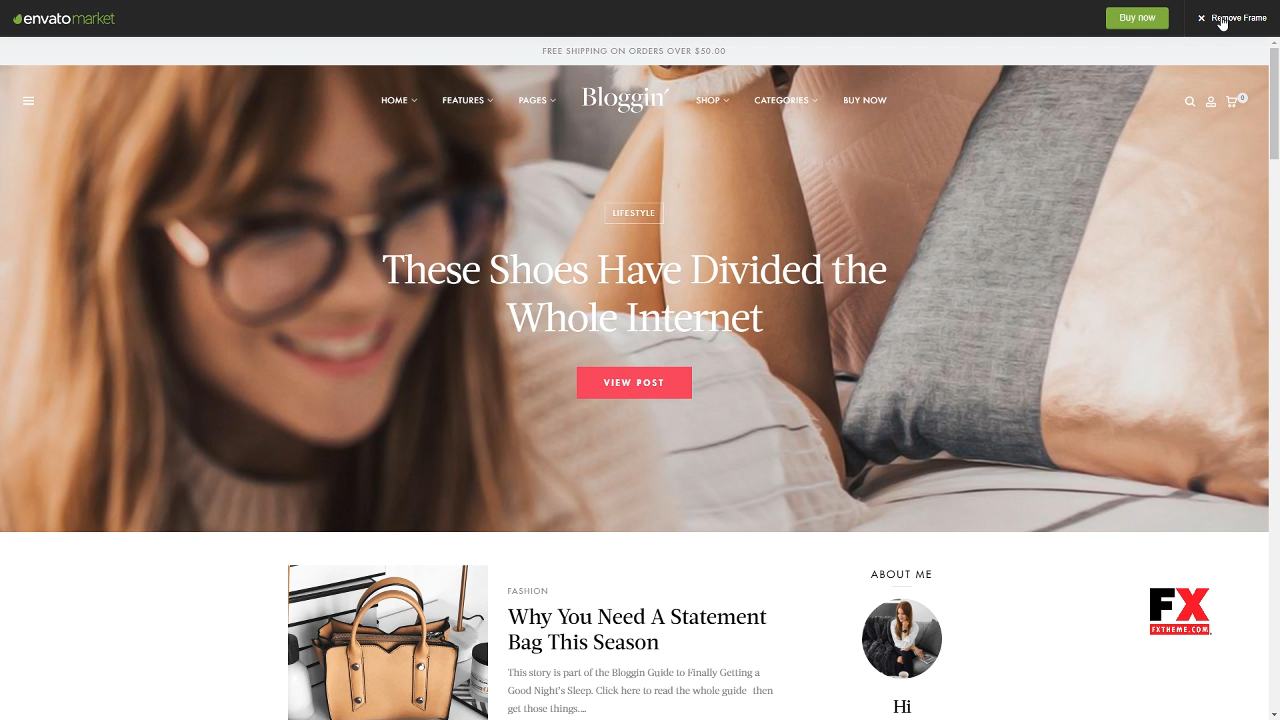 envatomarket
Buy now
Remove Frame
FREE SHIPPING ON ORDERS OVER $50.00
HOME
FEATURES
PAGES
Bloggin'
SHOP
CATEGORIES
BUY NOW
0
LIFESTYLE
These Shoes Have Divided the
Whole Internet
VIEW POST
FASHION
Why You Need A Statement
Bag This Season
This story is part of the Bloggin Guide to Finally Getting a
Good Night's Sleep. Click here to read the whole guide then
get those things....
ABOUT ME
Hi
FX
FXTHEME.COM